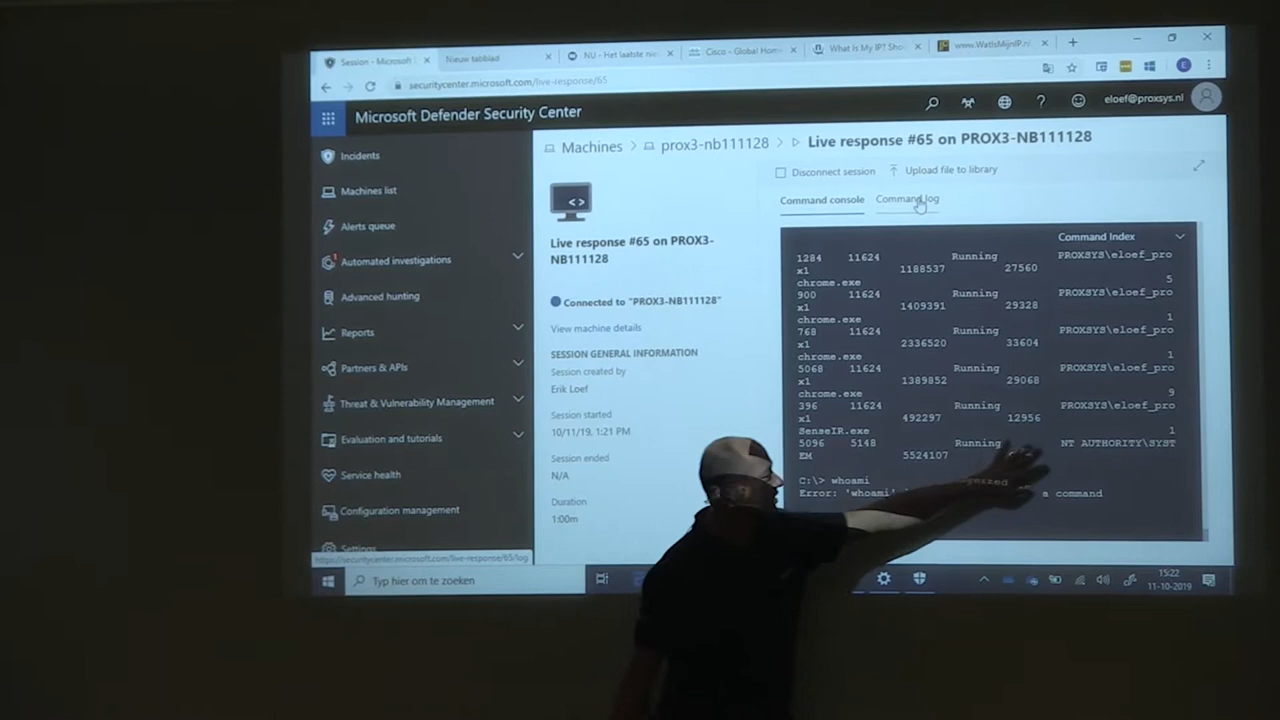 Session - Microsoft
Nieuw tabblad
NU - Het laatste nie
Cisco - Global Hom
What Is My IP? Sho
www.WatIsMijnIP.n
securitycenter.microsoft.com/live-response/65
E
Microsoft Defender Security Center
eloef@proxsys.nl
Incidents
Machines list
Alerts queue
Automated investigations
Advanced hunting
Reports
Partners & APIs
Threat & Vulnerability Management
Evaluation and tutorials
Service health
Configuration management
Settings
https://securitycenter.microsoft.com/live-response/65/log
Machines > prox3-nb111128 > Live response #65 on PROX3-NB111128
Disconnect session
Upload file to library
Live response #65 on PROX3-
NB111128
Connected to "PROX3-NB111128"
View machine details
SESSION GENERAL INFORMATION
Session created by
Erik Loef
Session started
10/11/19, 1:21 PM
Session ended
N/A
Duration
1:00m
Command console
Command log
Command Index
1284 11624 Running PROXSYS\eloef_pro
x1 1188537 27560
chrome.exe 5
900 11624 Running PROXSYS\eloef_pro
x1 1409391 29328
chrome.exe 1
768 11624 Running PROXSYS\eloef_pro
x1 2336520 33604
chrome.exe 1
5068 11624 Running PROXSYS\eloef_pro
x1 1389852 29068
chrome.exe 9
396 11624 Running PROXSYS\eloef_pro
x1 492297 12956
SenseIR.exe 1
5096 5148 Running NT AUTHORITY\SYST
EM 5524107
C:\> whoami
Error: 'whoami' a command
Typ hier om te zoeken
15:22
11-10-2019